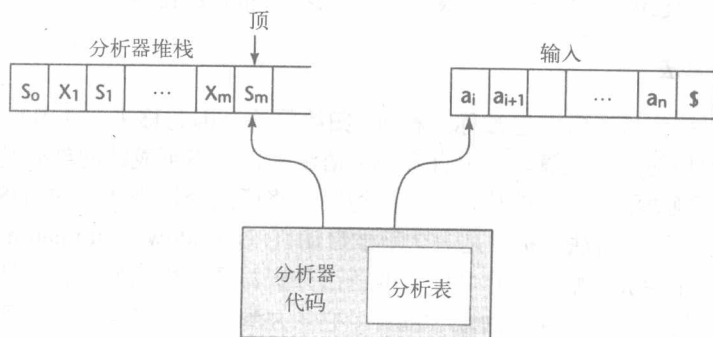 顶
分析器堆栈
输入
S₀ X₁ S₁ … Xₘ Sₘ
aᵢ aᵢ₊₁ … aₙ $
分析器
代码
分析表